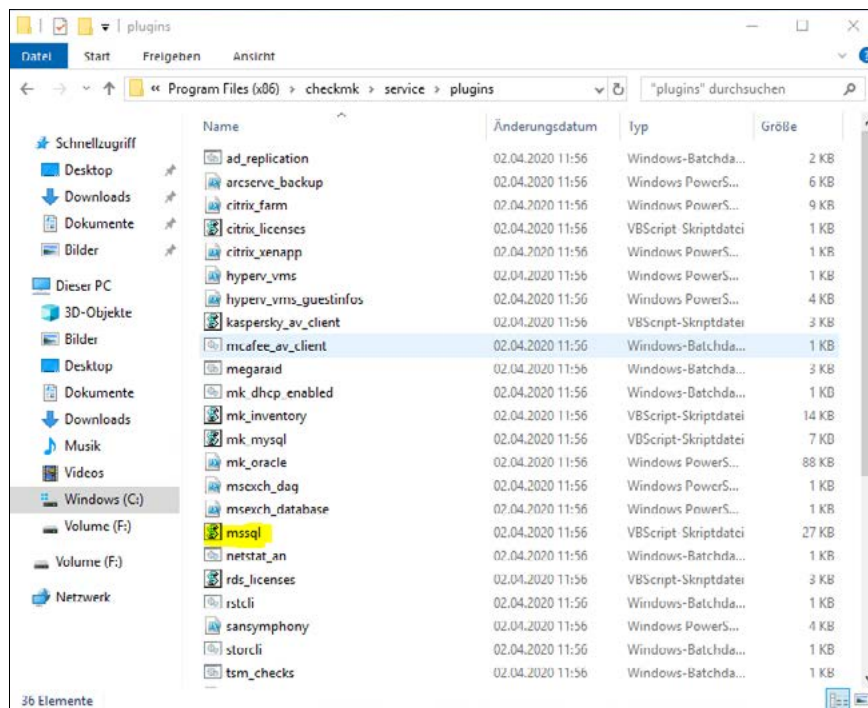 plugins
Datei Start Freigeben Ansicht
« Program Files (x86) › checkmk › service › plugins "plugins" durchsuchen
Name Änderungsdatum Typ Größe
Schnellzugriff
Desktop
Downloads
Dokumente
Bilder
Dieser PC
3D-Objekte
Bilder
Desktop
Dokumente
Downloads
Musik
Videos
Windows (C:)
Volume (F:)
Volume (F:)
Netzwerk
ad_replication 02.04.2020 11:56 Windows-Batchda... 2 KB
arcserve_backup 02.04.2020 11:56 Windows PowerS... 6 KB
citrix_farm 02.04.2020 11:56 Windows PowerS... 9 KB
citrix_licenses 02.04.2020 11:56 VBScript-Skriptdatei 1 KB
citrix_xenapp 02.04.2020 11:56 Windows PowerS... 1 KB
hyperv_vms 02.04.2020 11:56 Windows PowerS... 1 KB
hyperv_vms_guestinfos 02.04.2020 11:56 Windows PowerS... 4 KB
kaspersky_av_client 02.04.2020 11:56 VBScript-Skriptdatei 3 KB
mcafee_av_client 02.04.2020 11:56 Windows-Batchda... 1 KB
megaraid 02.04.2020 11:56 Windows-Batchda... 3 KB
mk_dhcp_enabled 02.04.2020 11:56 Windows-Batchda... 1 KB
mk_inventory 02.04.2020 11:56 VBScript-Skriptdatei 14 KB
mk_mysql 02.04.2020 11:56 VBScript-Skriptdatei 7 KB
mk_oracle 02.04.2020 11:56 Windows PowerS... 88 KB
msexch_dag 02.04.2020 11:56 Windows PowerS... 1 KB
msexch_database 02.04.2020 11:56 Windows PowerS... 1 KB
mssql 02.04.2020 11:56 VBScript-Skriptdatei 27 KB
netstat_an 02.04.2020 11:56 Windows-Batchda... 1 KB
rds_licenses 02.04.2020 11:56 VBScript-Skriptdatei 3 KB
rstcli 02.04.2020 11:56 Windows-Batchda... 1 KB
sansymphony 02.04.2020 11:56 Windows PowerS... 4 KB
storcli 02.04.2020 11:56 Windows-Batchda... 1 KB
tsm_checks 02.04.2020 11:56 Windows-Batchda... 1 KB
36 Elemente